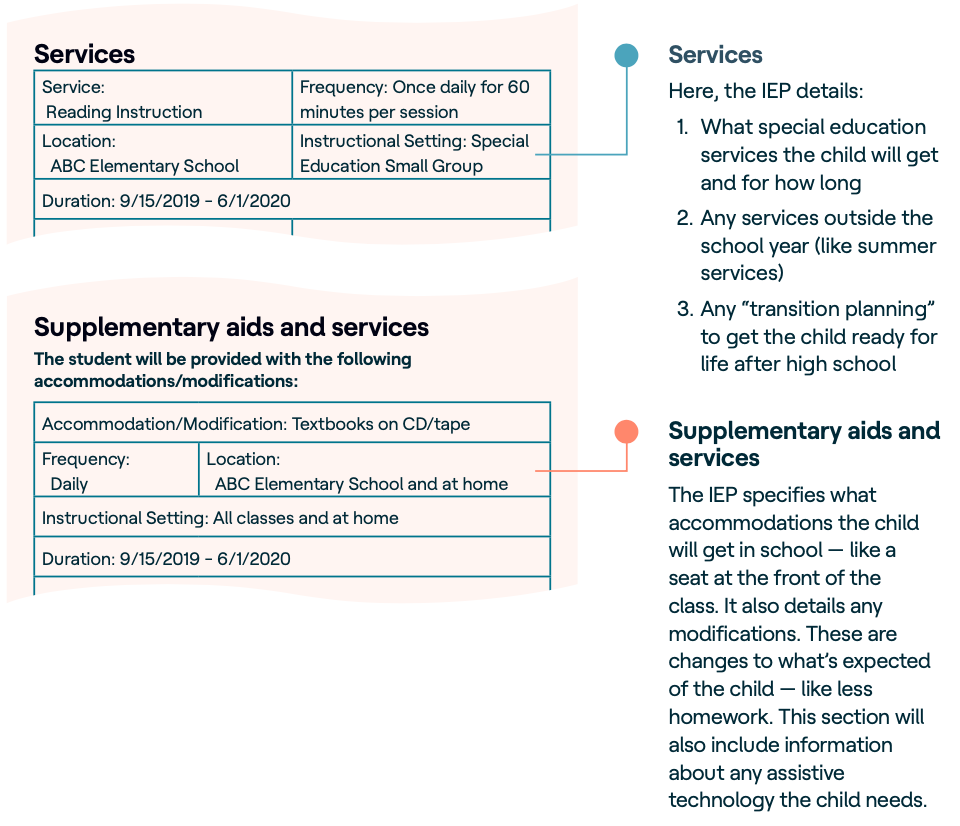 Services
Service:
Reading Instruction
Frequency: Once daily for 60
minutes per session
Location:
ABC Elementary School
Instructional Setting: Special
Education Small Group
Duration: 9/15/2019 - 6/1/2020
Services
Here, the IEP details:
1. What special education
services the child will get
and for how long
2. Any services outside the
school year (like summer
services)
3. Any “transition planning”
to get the child ready for
life after high school
Supplementary aids and services
The student will be provided with the following
accommodations/modifications:
Accommodation/Modification: Textbooks on CD/tape
Frequency:
Daily
Location:
ABC Elementary School and at home
Instructional Setting: All classes and at home
Duration: 9/15/2019 - 6/1/2020
Supplementary aids and
services
The IEP specifies what
accommodations the child
will get in school — like a
seat at the front of the
class. It also details any
modifications. These are
changes to what’s expected
of the child — like less
homework. This section will
also include information
about any assistive
technology the child needs.